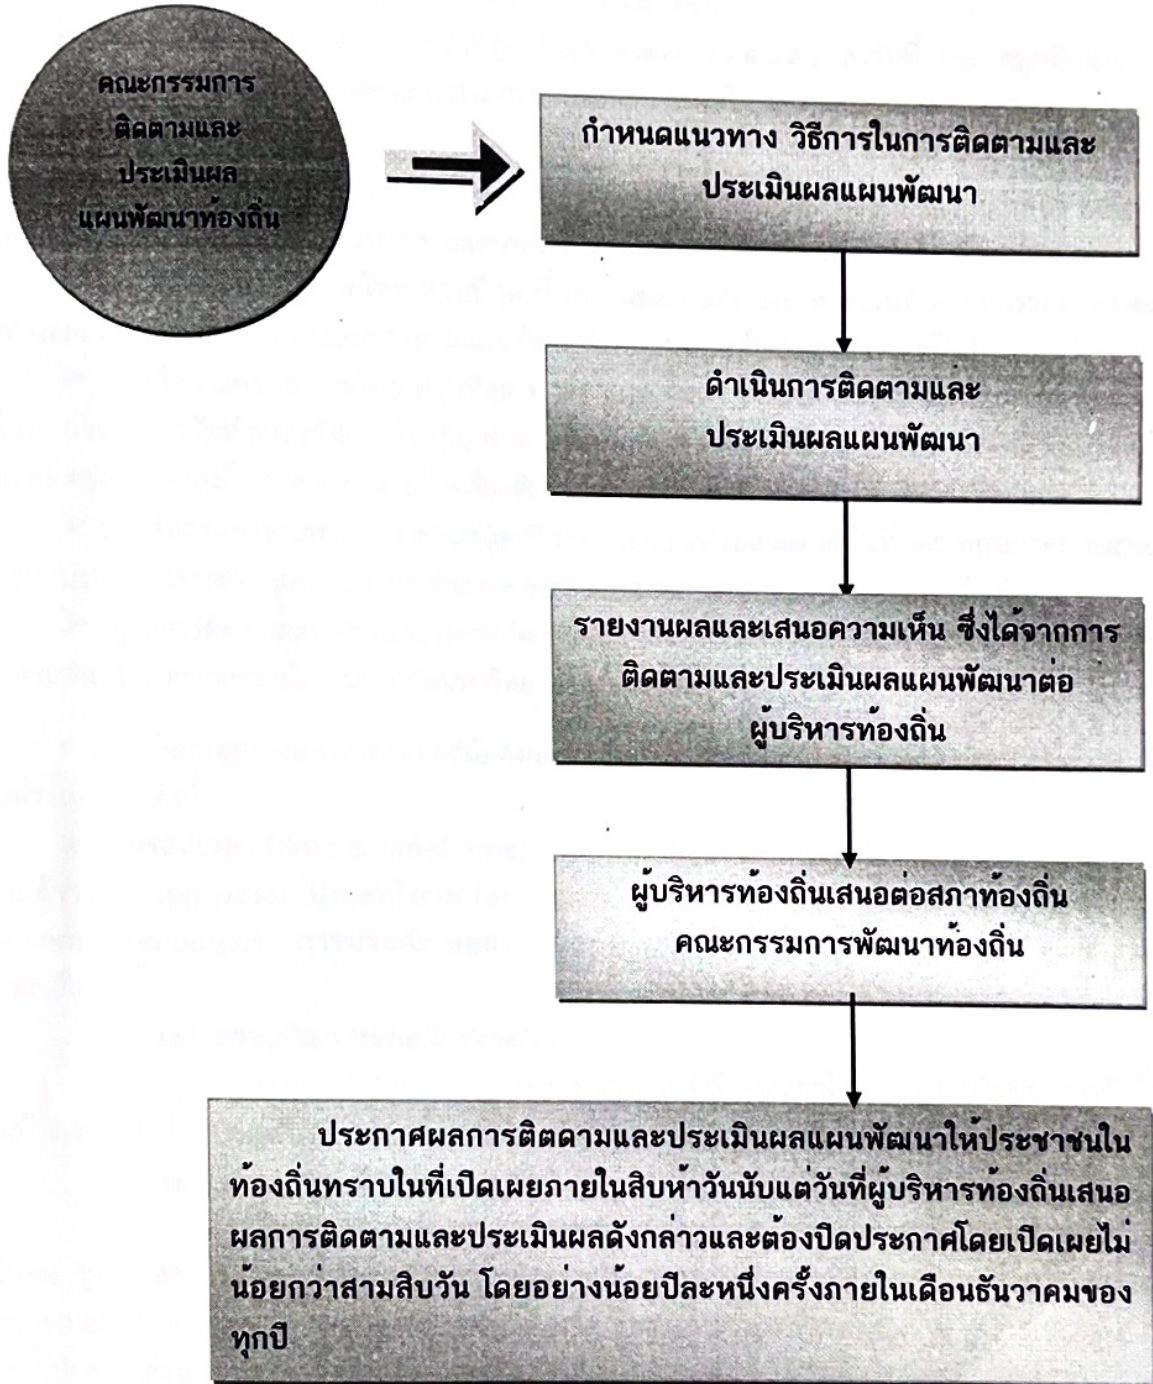 คณะกรรมการ
ติดตามและ
ประเมินผล
แผนพัฒนาท้องถิ่น
กำหนดแนวทาง วิธีการในการติดตามและ
ประเมินผลแผนพัฒนา
ดำเนินการติดตามและ
ประเมินผลแผนพัฒนา
รายงานผลและเสนอความเห็น ซึ่งได้จากการ
ติดตามและประเมินผลแผนพัฒนาต่อ
ผู้บริหารท้องถิ่น
ผู้บริหารท้องถิ่นเสนอต่อสภาท้องถิ่น
คณะกรรมการพัฒนาท้องถิ่น
ประกาศผลการติตดามและประเมินผลแผนพัฒนาให้ประชาชนใน
ท้องถิ่นทราบในที่เปิดเผยภายในสิบห้าวันนับแต่วันที่ผู้บริหารท้องถิ่นเสนอ
ผลการติดตามและประเมินผลดังกล่าวและต้องปิดประกาศโดยเปิดเผยไม่
น้อยกว่าสามสิบวัน โดยอย่างน้อยปีละหนึ่งครั้งภายในเดือนธันวาคมของ
ทุกปี